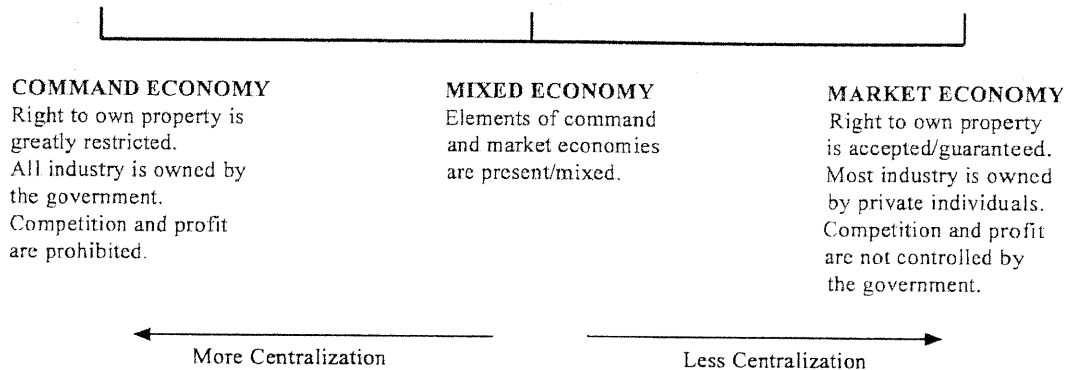 COMMAND ECONOMY
Right to own property is
greatly restricted.
All industry is owned by
the government.
Competition and profit
are prohibited.
MIXED ECONOMY
Elements of command
and market economies
are present/mixed.
MARKET ECONOMY
Right to own property
is accepted/guaranteed.
Most industry is owned
by private individuals.
Competition and profit
are not controlled by
the government.
More Centralization
Less Centralization